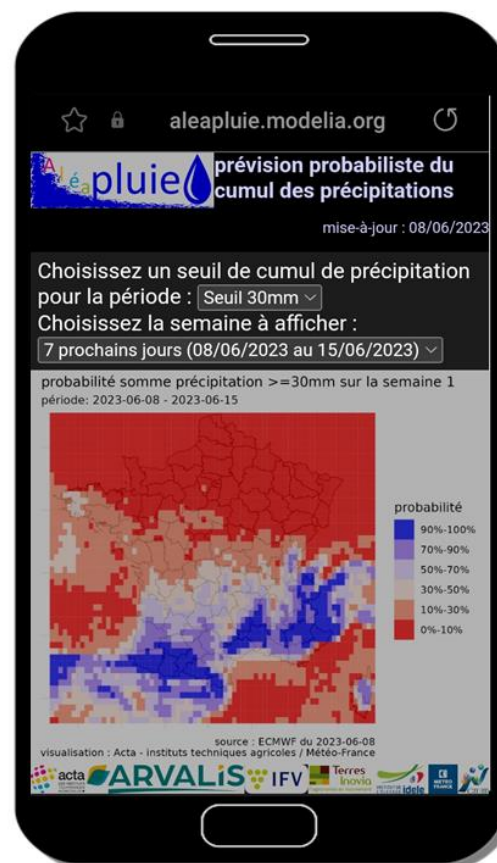 aleapluie.modelia.org
Aléa pluie
prévision probabiliste du
cumul des précipitations
mise-à-jour : 08/06/2023
Choisissez un seuil de cumul de précipitation
pour la période : Seuil 30mm
Choisissez la semaine à afficher :
7 prochains jours (08/06/2023 au 15/06/2023)
probabilité somme précipitation >=30mm sur la semaine 1
période: 2023-06-08 - 2023-06-15
probabilité
90%-100%
70%-90%
50%-70%
30%-50%
10%-30%
0%-10%
source : ECMWF du 2023-06-08
visualisation : Acta - instituts techniques agricoles / Météo-France
acta
ARVALIS
IFV
Terres
Inovia
idele
METEO
FRANCE